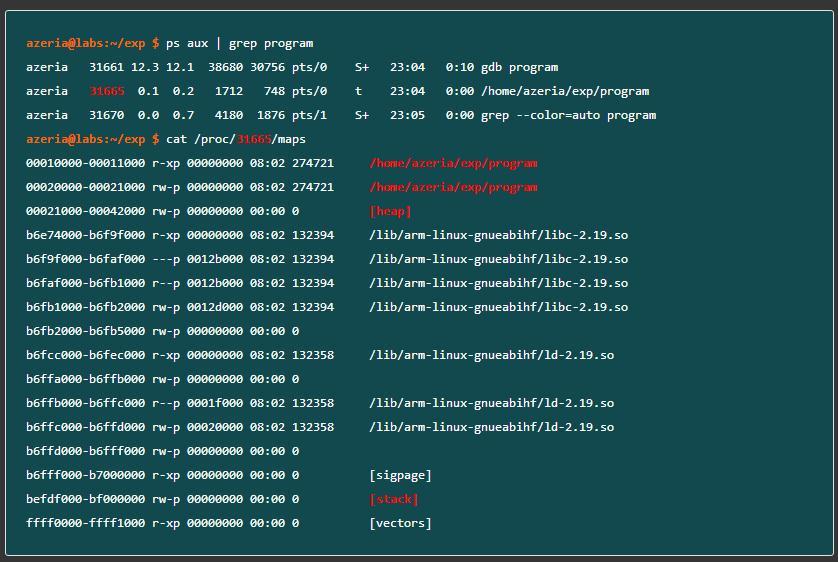 azeria@labs:~/exp $ ps aux | grep program
azeria   31661 12.3 12.1  38680 30756 pts/0    S+   23:04   0:10 gdb program
azeria   31665  0.1  0.2   1712   748 pts/0    t    23:04   0:00 /home/azeria/exp/program
azeria   31670  0.0  0.7   4180  1876 pts/1    S+   23:05   0:00 grep --color=auto program
azeria@labs:~/exp $ cat /proc/31665/maps
00010000-00011000 r-xp 00000000 08:02 274721     /home/azeria/exp/program
00020000-00021000 rw-p 00000000 08:02 274721     /home/azeria/exp/program
00021000-00042000 rw-p 00000000 00:00 0          [heap]
b6e74000-b6f9f000 r-xp 00000000 08:02 132394     /lib/arm-linux-gnueabihf/libc-2.19.so
b6f9f000-b6faf000 ---p 0012b000 08:02 132394     /lib/arm-linux-gnueabihf/libc-2.19.so
b6faf000-b6fb1000 r--p 0012b000 08:02 132394     /lib/arm-linux-gnueabihf/libc-2.19.so
b6fb1000-b6fb2000 rw-p 0012d000 08:02 132394     /lib/arm-linux-gnueabihf/libc-2.19.so
b6fb2000-b6fb5000 rw-p 00000000 00:00 0
b6fcc000-b6fec000 r-xp 00000000 08:02 132358     /lib/arm-linux-gnueabihf/ld-2.19.so
b6ffa000-b6ffb000 rw-p 00000000 00:00 0
b6ffb000-b6ffc000 r--p 0001f000 08:02 132358     /lib/arm-linux-gnueabihf/ld-2.19.so
b6ffc000-b6ffd000 rw-p 00020000 08:02 132358     /lib/arm-linux-gnueabihf/ld-2.19.so
b6ffd000-b6fff000 rw-p 00000000 00:00 0
b6fff000-b7000000 r-xp 00000000 00:00 0          [sigpage]
befdf000-bf000000 rw-p 00000000 00:00 0          [stack]
ffff0000-ffff1000 r-xp 00000000 00:00 0          [vectors]